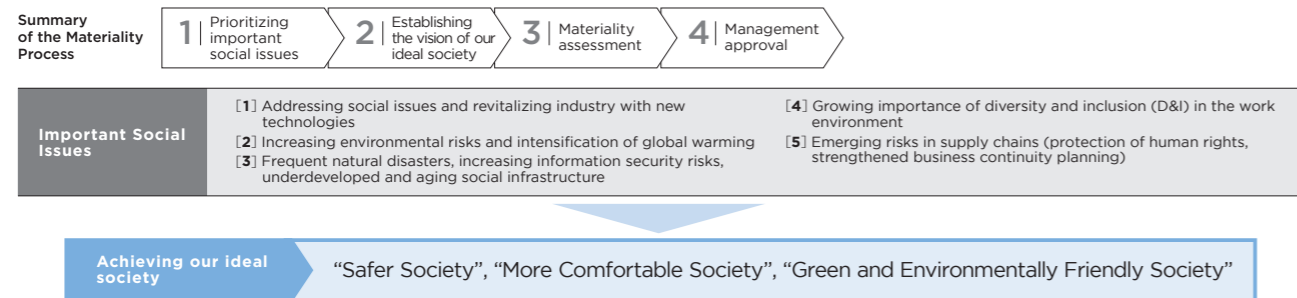 Summary
of the Materiality
Process
1
Prioritizing
important
social issues
2
Establishing
the vision of our
ideal society
3
Materiality
assessment
4
Management
approval
Important Social
Issues
[1] Addressing social issues and revitalizing industry with new
technologies
[2] Increasing environmental risks and intensification of global warming
[3] Frequent natural disasters, increasing information security risks,
underdeveloped and aging social infrastructure
[4] Growing importance of diversity and inclusion (D&I) in the work
environment
[5] Emerging risks in supply chains (protection of human rights,
strengthened business continuity planning)
Achieving our ideal
society
“Safer Society”, “More Comfortable Society”, “Green and Environmentally Friendly Society”